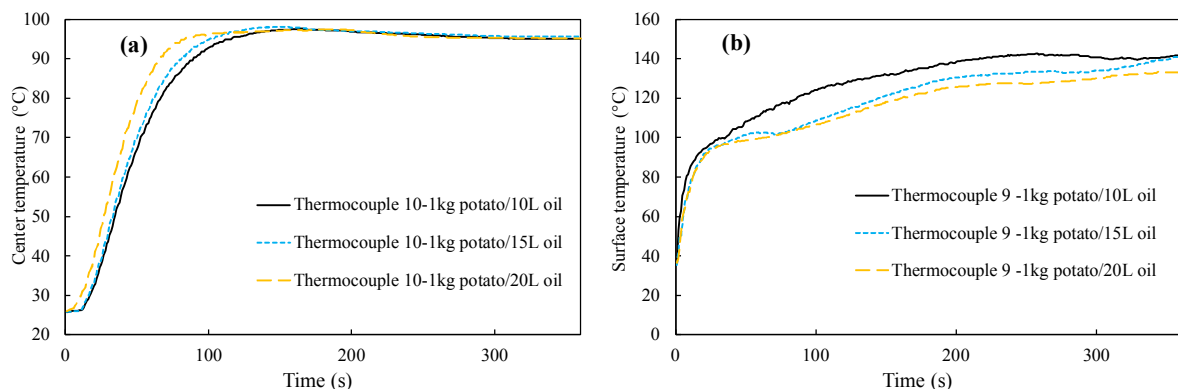 (a)
Center temperature (°C)
100
90
80
70
60
50
40
30
20
Thermocouple 10-1kg potato/10L oil
Thermocouple 10-1kg potato/15L oil
Thermocouple 10-1kg potato/20L oil
0
100
200
300
Time (s)
(b)
Surface temperature (°C)
160
140
120
100
80
60
40
20
0
Thermocouple 9 -1kg potato/10L oil
Thermocouple 9 -1kg potato/15L oil
Thermocouple 9 -1kg potato/20L oil
0
100
200
300
Time (s)